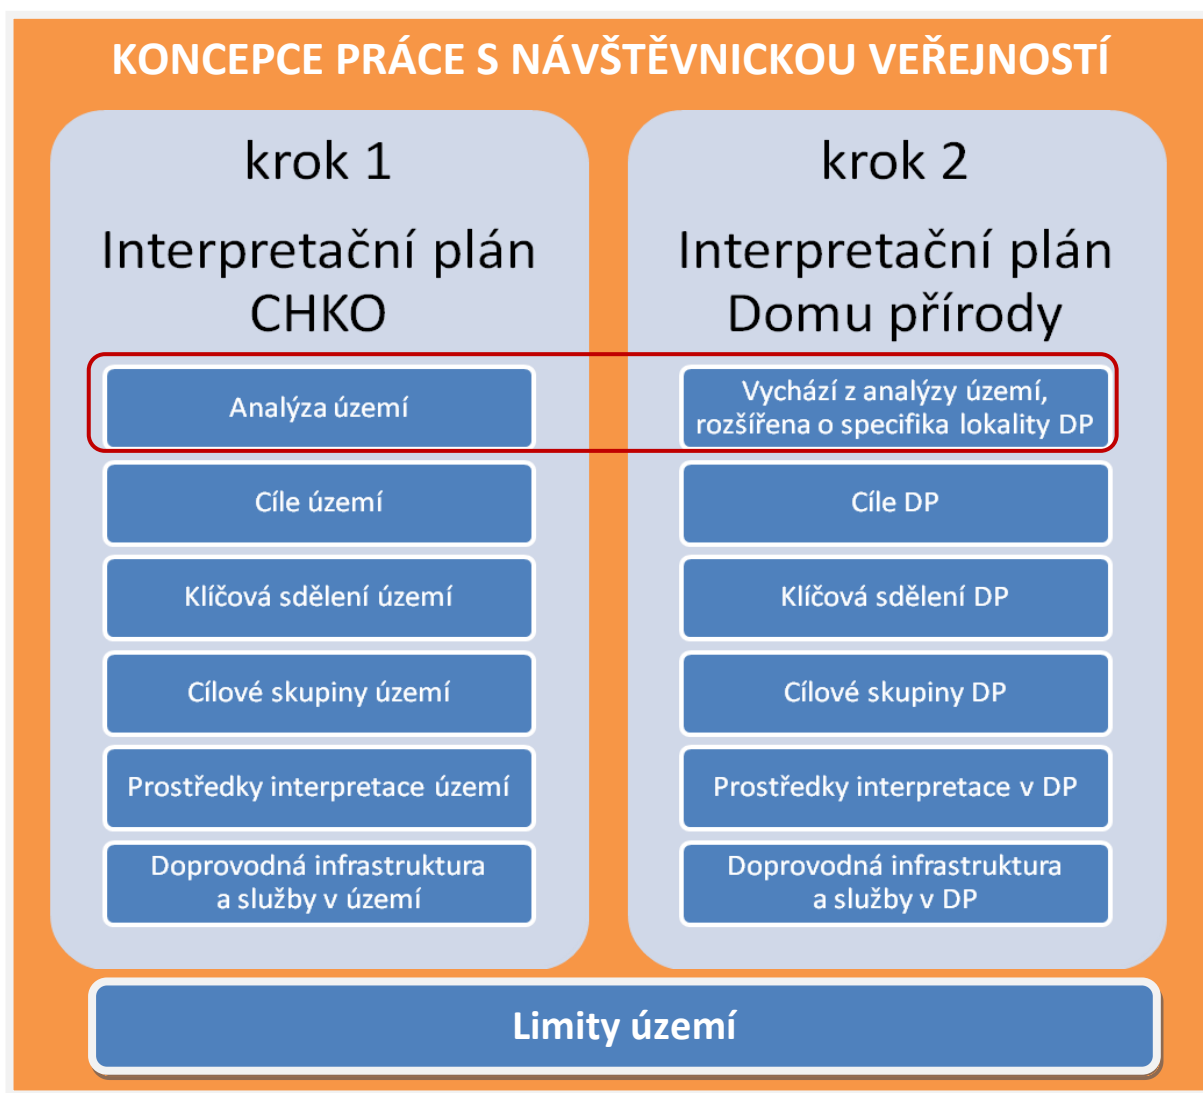 KONCEPCE PRÁCE S NÁVŠTĚVNICKOU VEŘEJNOSTÍ
krok 1
Interpretační plán
CHKO
Analýza území
Cíle území
Klíčová sdělení území
Cílové skupiny území
Prostředky interpretace území
Doprovodná infrastruktura
a služby v území
krok 2
Interpretační plán
Domu přírody
Vychází z analýzy území,
rozšířena o specifika lokality DP
Cíle DP
Klíčová sdělení DP
Cílové skupiny DP
Prostředky interpretace v DP
Doprovodná infrastruktura
a služby v DP
Limity území